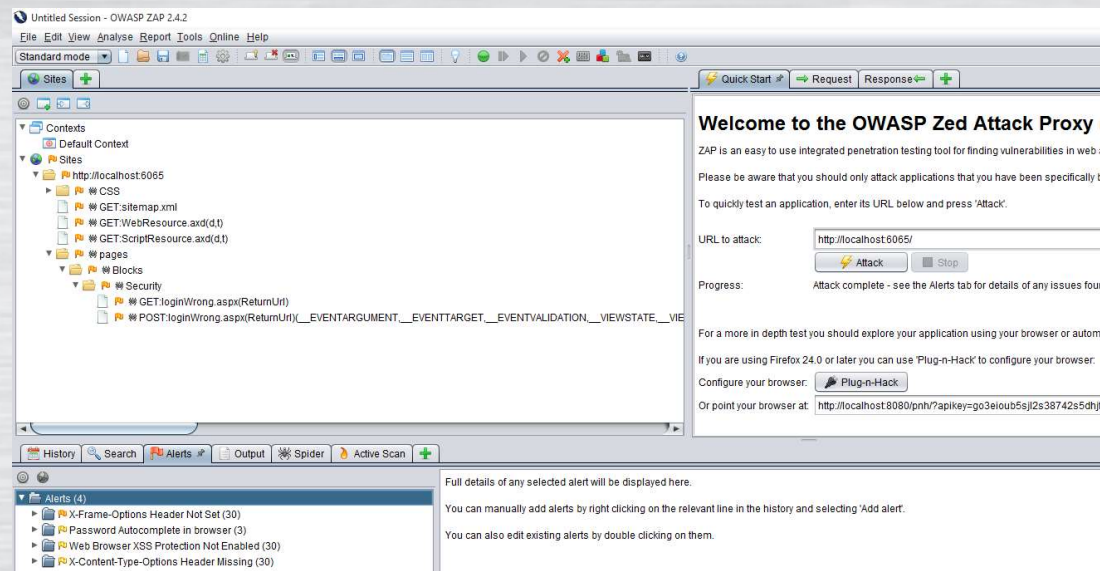 Untitled Session - OWASP ZAP 2.4.2
File Edit View Analyse Report Tools Online Help
Standard mode
Sites
Quick Start Request Response
Contexts
Default Context
Sites
http://localhost:6065
CSS
GET:sitemap.xml
GET:WebResource.axd(d,t)
GET:ScriptResource.axd(d,t)
pages
Blocks
Security
GET:loginWrong.aspx(ReturnUrl)
POST:loginWrong.aspx(ReturnUrl)(__EVENTARGUMENT,__EVENTTARGET,__EVENTVALIDATION,__VIEWSTATE,__VIE
Welcome to the OWASP Zed Attack Proxy
ZAP is an easy to use integrated penetration testing tool for finding vulnerabilities in web
Please be aware that you should only attack applications that you have been specifically
To quickly test an application, enter its URL below and press 'Attack'.
URL to attack: http://localhost:6065/
Attack Stop
Progress: Attack complete - see the Alerts tab for details of any issues
For a more in depth test you should explore your application using your browser or
If you are using Firefox 24.0 or later you can use 'Plug-n-Hack' to configure your browser:
Configure your browser: Plug-n-Hack
Or point your browser at: http://localhost:8080/pnh/?apikey=go3eioub5sjl2s38742s5dhj
History Search Alerts Output Spider Active Scan
Alerts (4)
X-Frame-Options Header Not Set (30)
Password Autocomplete in browser (3)
Web Browser XSS Protection Not Enabled (30)
X-Content-Type-Options Header Missing (30)
Full details of any selected alert will be displayed here.
You can manually add alerts by right clicking on the relevant line in the history and selecting 'Add alert'.
You can also edit existing alerts by double clicking on them.